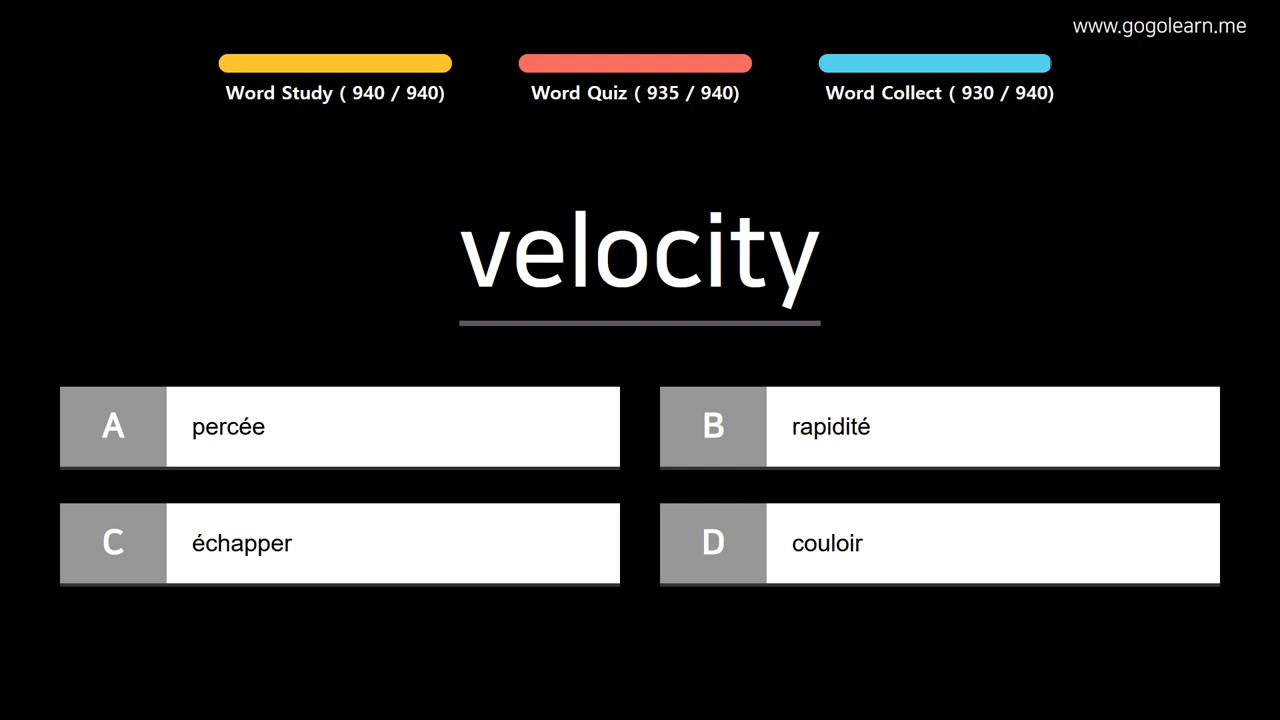 www.gogolearn.me
Word Study ( 940 / 940)
Word Quiz ( 935 / 940)
Word Collect ( 930 / 940)
velocity
A percée
B rapidité
C échapper
D couloir